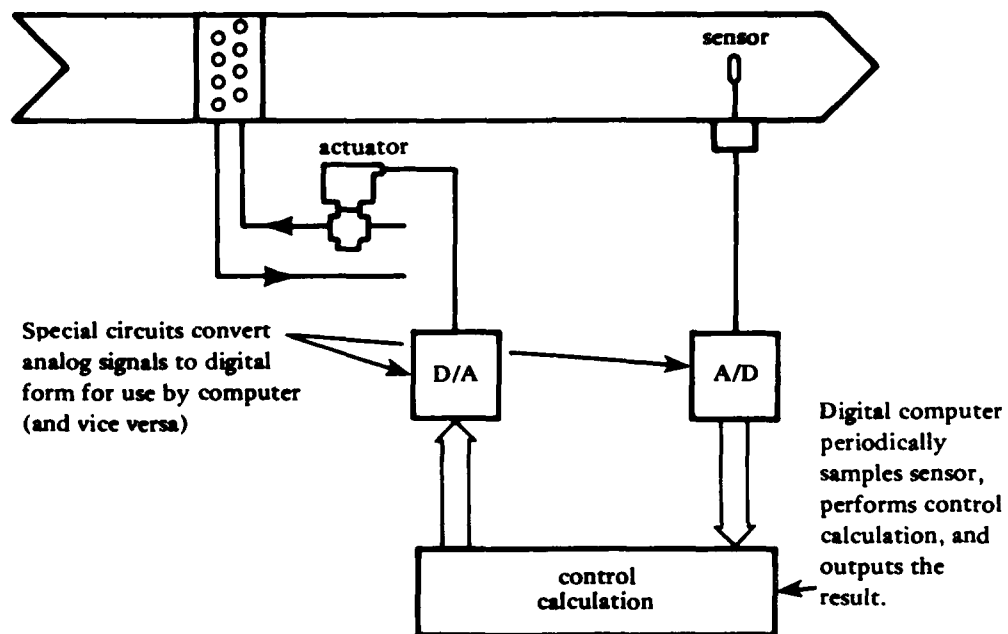 sensor
actuator
Special circuits convert
analog signals to digital
form for use by computer
(and vice versa)
D/A
A/D
Digital computer
periodically
samples sensor,
performs control
calculation, and
outputs the
result.
control
calculation